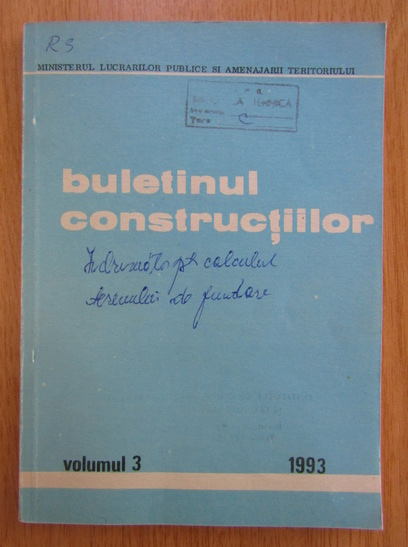 RS
MINISTERUL LUCRARILOR PUBLICE SI AMENAJARII TERITORIULUI
C
buletinul
construcțiilor
Îndrumător pt calculul
terenului de fundare
volumul 3 1993